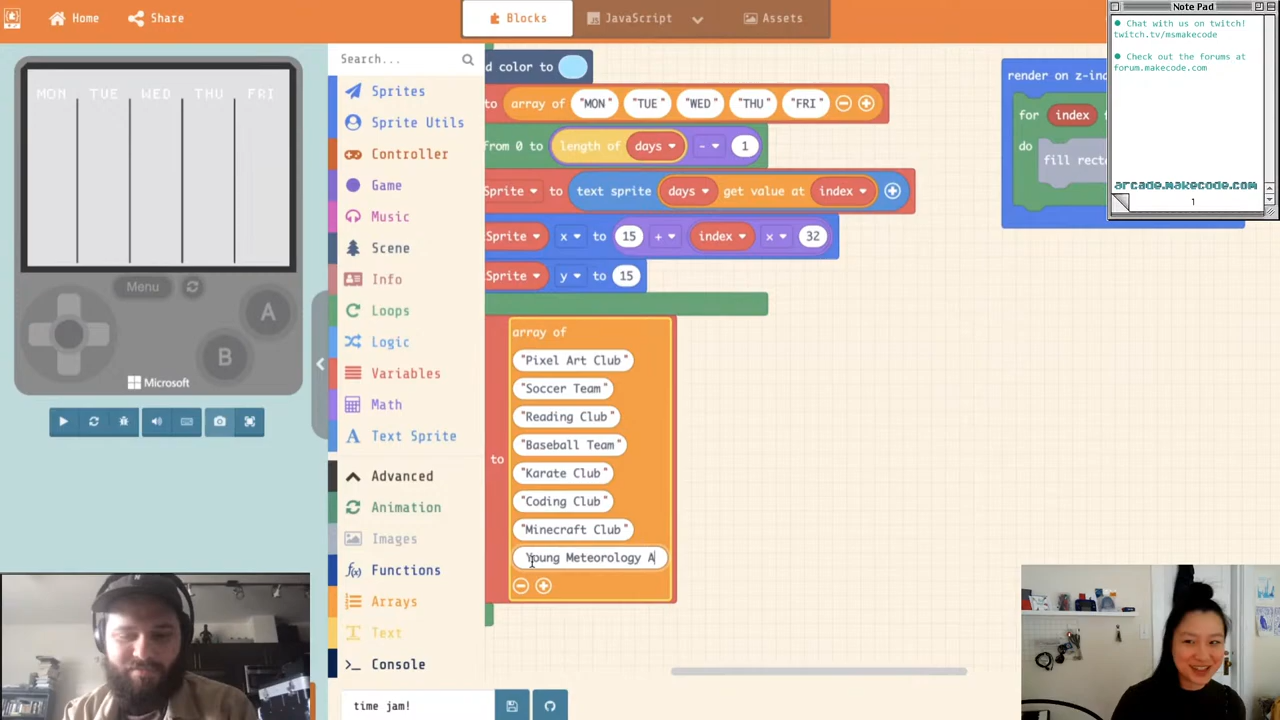 Home
Share
Blocks
JavaScript
Assets
Note Pad
Chat with us on twitch!
twitch.tv/msmakecode
Check out the forums at
forum.makecode.com
arcade.makecode.com
1
MON TUE WED THU FRI
Menu
A
B
Microsoft
Search...
Sprites
Sprite Utils
Controller
Game
Music
Scene
Info
Loops
Logic
Variables
Math
Text Sprite
Advanced
Animation
Images
Functions
Arrays
Text
Console
d color to
to array of "MON" "TUE" "WED" "THU" "FRI"
from 0 to length of days - 1
Sprite to text sprite days get value at index
Sprite x to 15 + index × 32
Sprite y to 15
to
array of
"Pixel Art Club"
"Soccer Team"
"Reading Club"
"Baseball Team"
"Karate Club"
"Coding Club"
"Minecraft Club"
Young Meteorology A
render on z-ind
for index f
do fill recta
time jam!